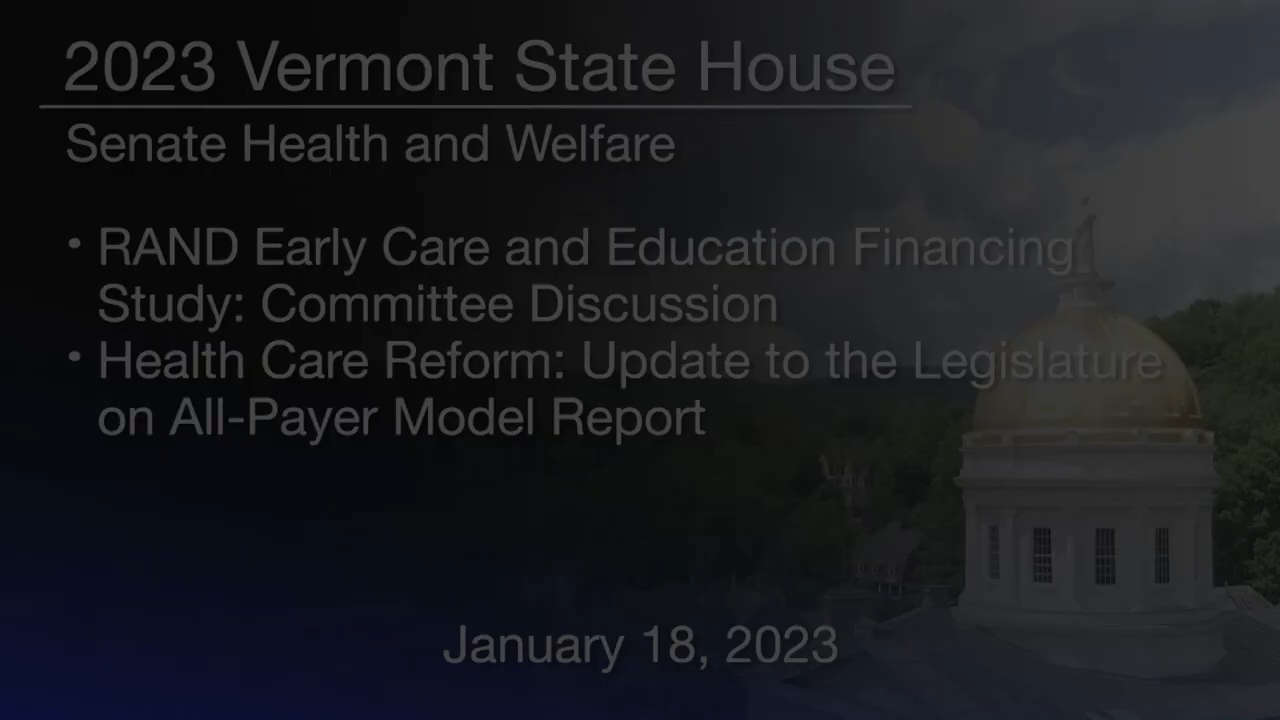 2023 Vermont State House
Senate Health and Welfare
• RAND Early Care and Education Financing
Study: Committee Discussion
• Health Care Reform: Update to the Legislature
on All-Payer Model Report
January 18, 2023